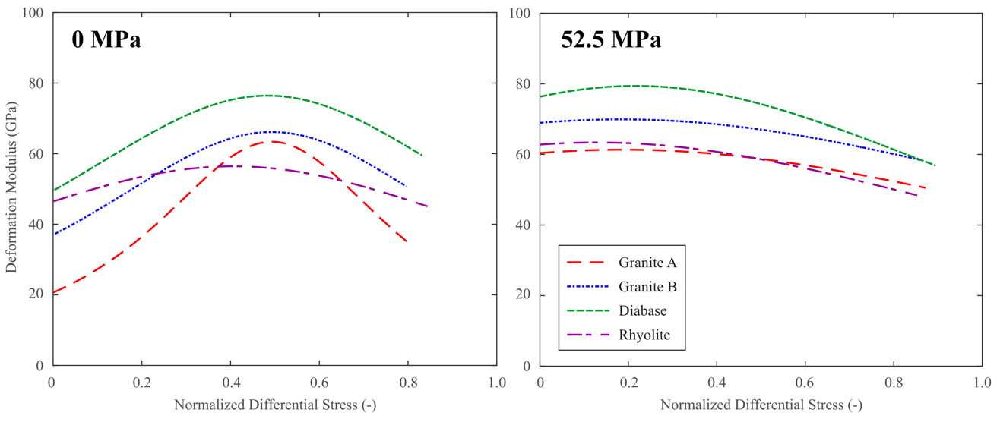 0 MPa
52.5 MPa
Deformation Modulus (GPa)
100
80
60
40
20
0
0 0.2 0.4 0.6 0.8 1.0
Normalized Differential Stress (-)
100
80
60
40
20
0
0 0.2 0.4 0.6 0.8 1.0
Normalized Differential Stress (-)
Granite A
Granite B
Diabase
Rhyolite